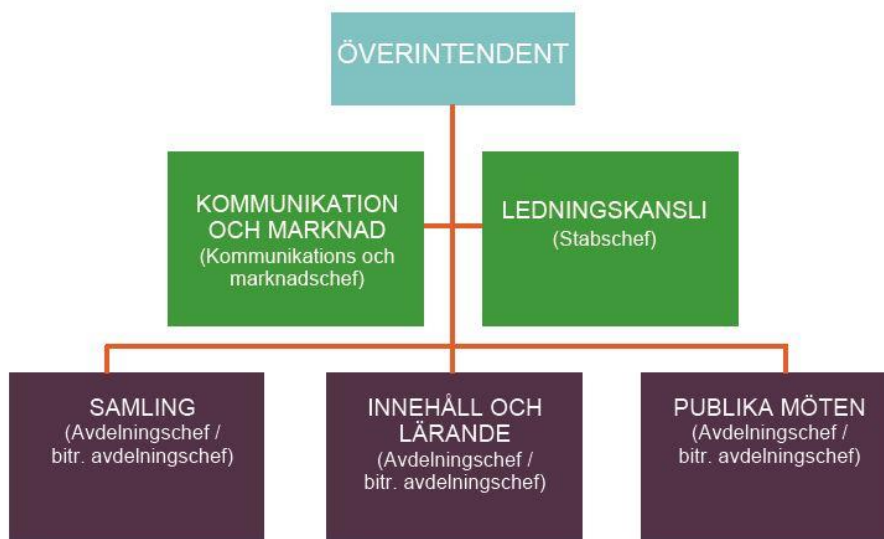 ÖVERINTENDENT
KOMMUNIKATION
OCH MARKNAD
(Kommunikations och
marknadschef)
LEDNINGSKANSLI
(Stabschef)
SAMLING
(Avdelningschef /
bitr. avdelningschef)
INNEHÅLL OCH
LÄRANDE
(Avdelningschef /
bitr. avdelningschef)
PUBLIKA MÖTEN
(Avdelningschef /
bitr. avdelningschef)